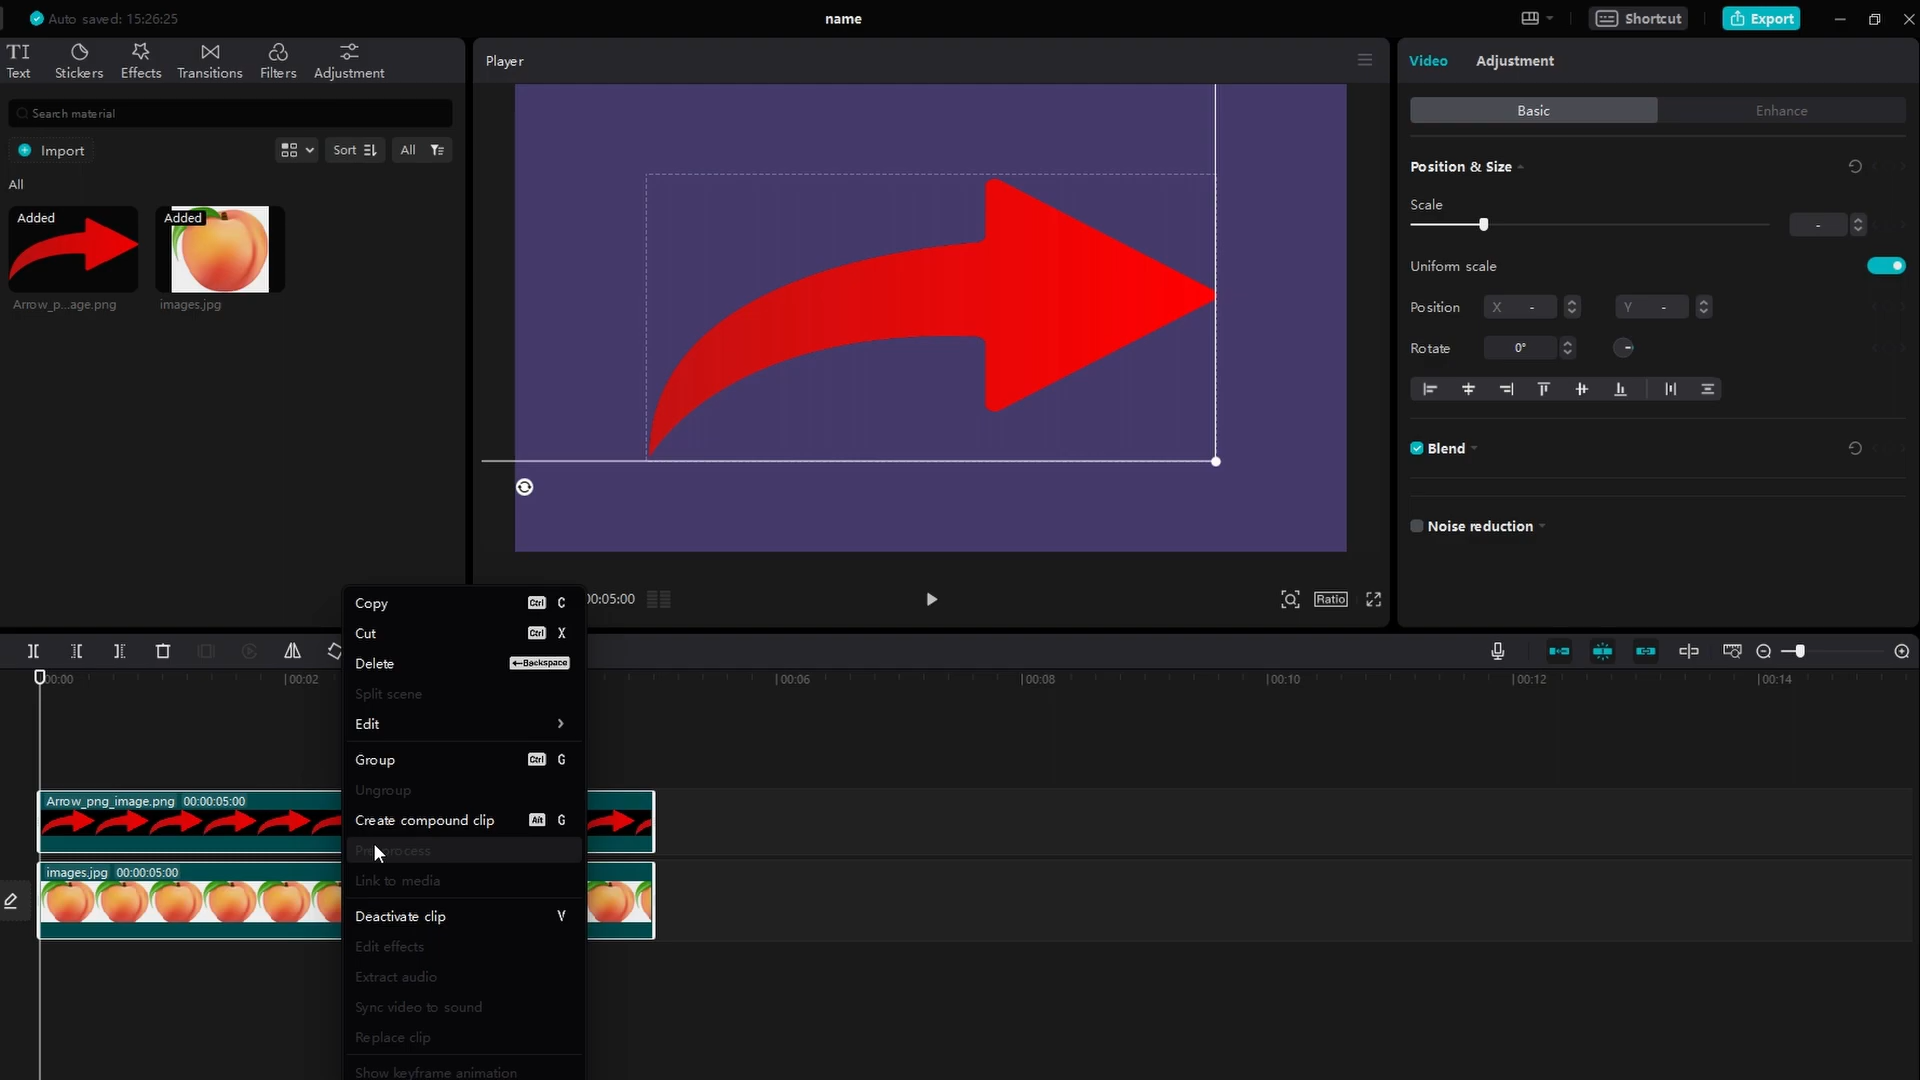 Auto saved: 15:26:25
name
Shortcut
Export
Text
Stickers
Effects
Transitions
Filters
Adjustment
Search material
Import
Sort
All
All
Added
Arrow_p...age.png
Added
images.jpg
Player
00:05:00
Ratio
Video
Adjustment
Basic
Enhance
Position & Size
Scale
-
Uniform scale
Position
X -
Y -
Rotate
0°
Blend
Noise reduction
Copy Ctrl C
Cut Ctrl X
Delete ←Backspace
Split scene
Edit
Group Ctrl G
Ungroup
Create compound clip Alt G
Link to media
Deactivate clip V
Edit effects
Extract audio
Sync video to sound
Replace clip
Show keyframe animation
00:00
00:02
00:06
00:08
00:10
00:12
00:14
Arrow_png_image.png 00:00:05:00
images.jpg 00:00:05:00